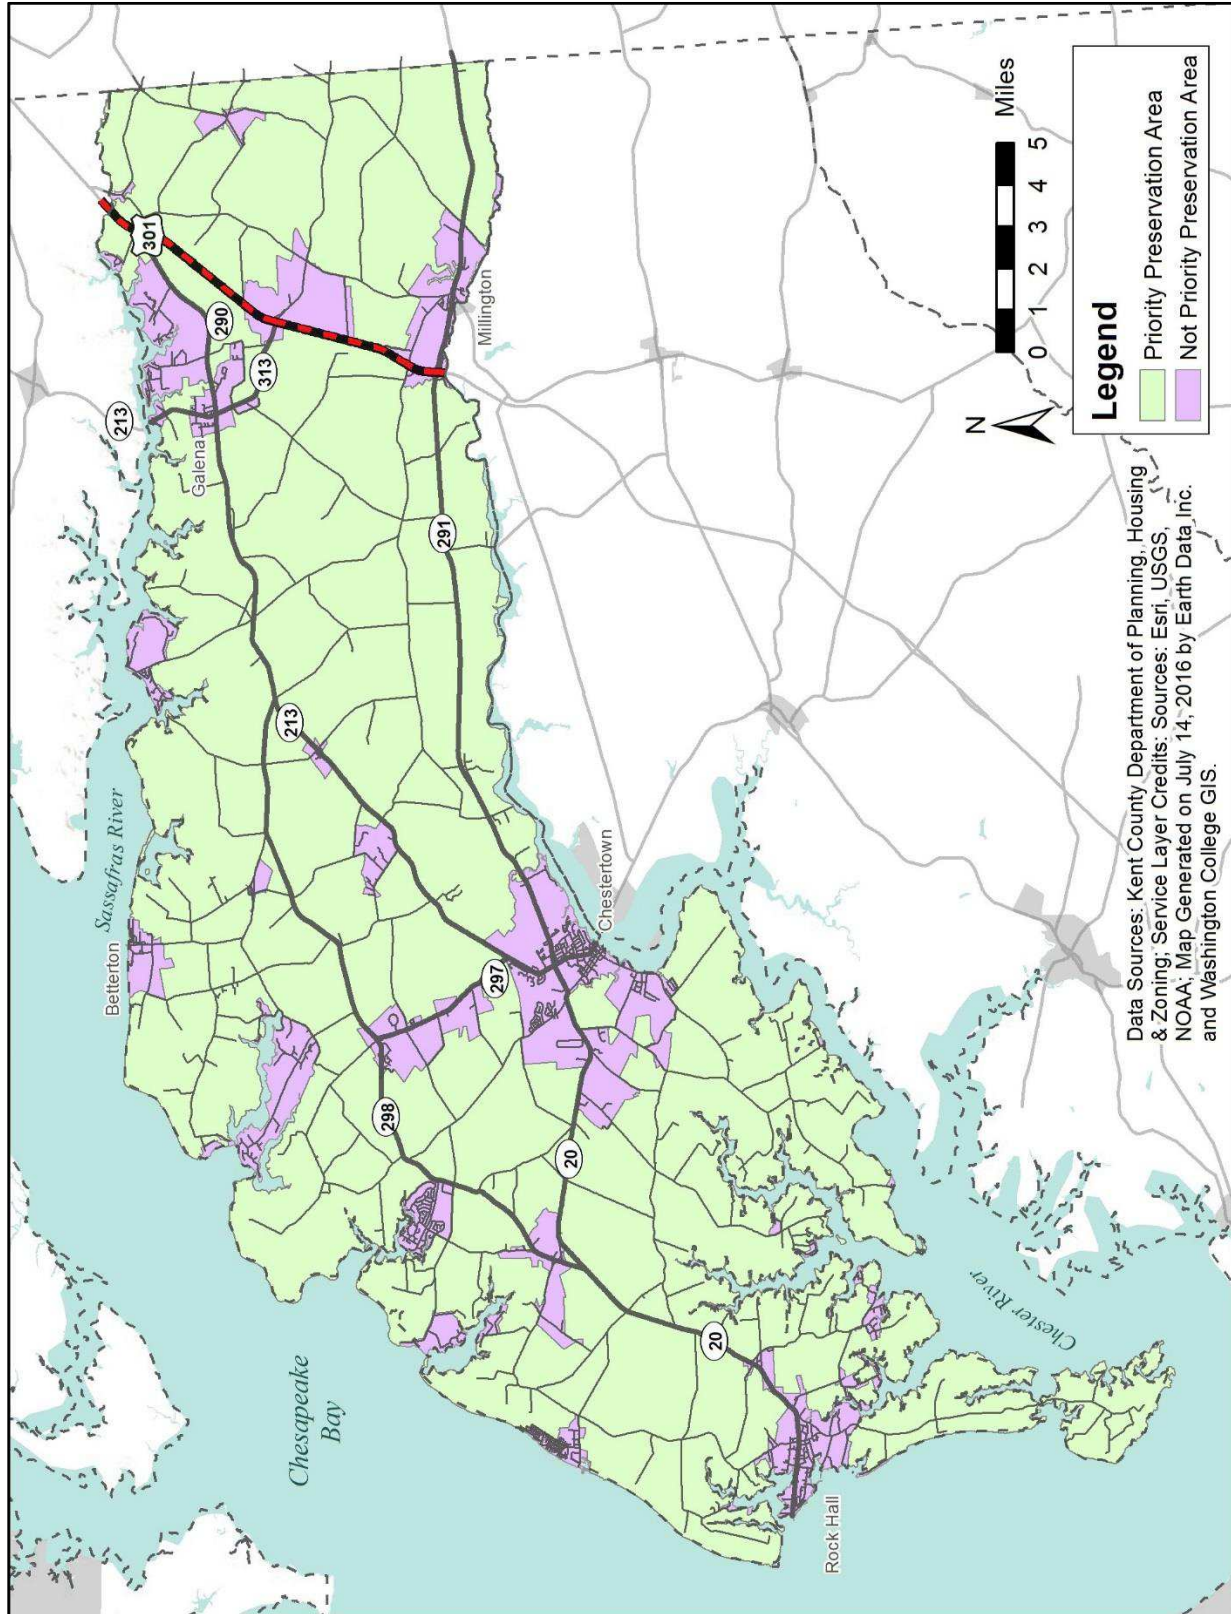 213
301
290
313
Galena
Sassafras River
Betterton
213
291
Millington
Chesapeake
Bay
298
297
Chestertown
20
20
Rock Hall
Chester River
N
0 1 2 3 4 5
Miles
Legend
Priority Preservation Area
Not Priority Preservation Area
Data Sources: Kent County Department of Planning, Housing
& Zoning; Service Layer Credits: Sources: Esri, USGS,
NOAA; Map Generated on July 14, 2016 by Earth Data, Inc.
and Washington College GIS.